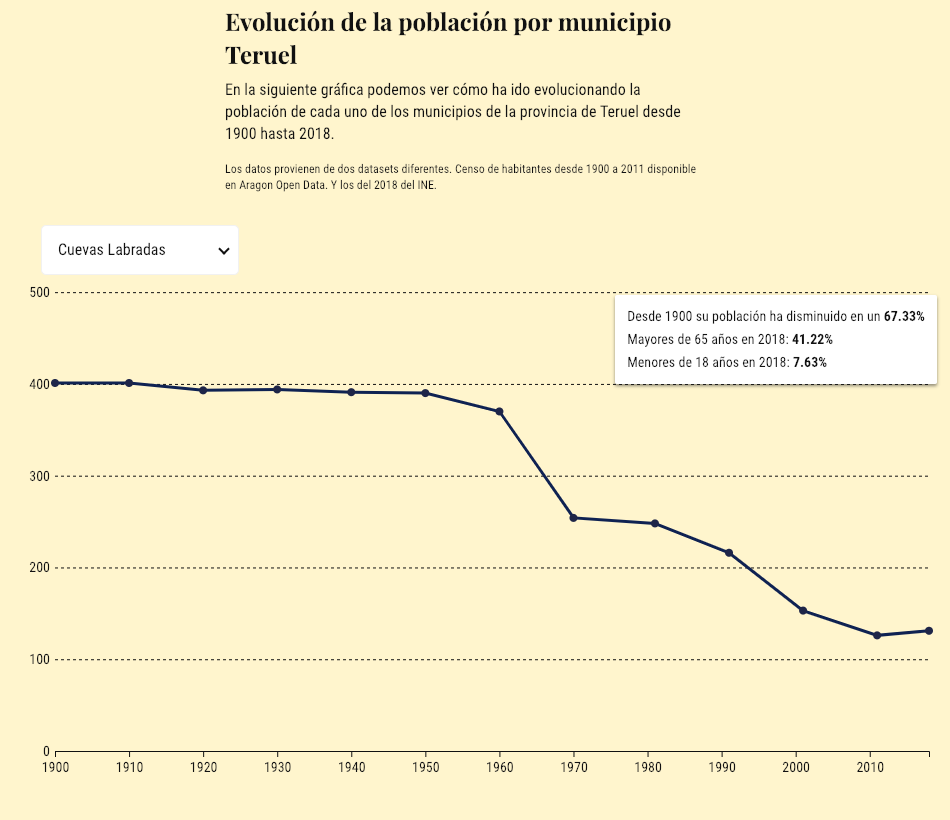 Evolución de la población por municipio
Teruel
En la siguiente gráfica podemos ver cómo ha ido evolucionando la
población de cada uno de los municipios de la provincia de Teruel desde
1900 hasta 2018.
Los datos provienen de dos datasets diferentes. Censo de habitantes desde 1900 a 2011 disponible
en Aragon Open Data. Y los del 2018 del INE.
Cuevas Labradas
500
Desde 1900 su población ha disminuido en un 67.33%
Mayores de 65 años en 2018: 41.22%
Menores de 18 años en 2018: 7.63%
400
300
200
100
0
1900 1910 1920 1930 1940 1950 1960 1970 1980 1990 2000 2010